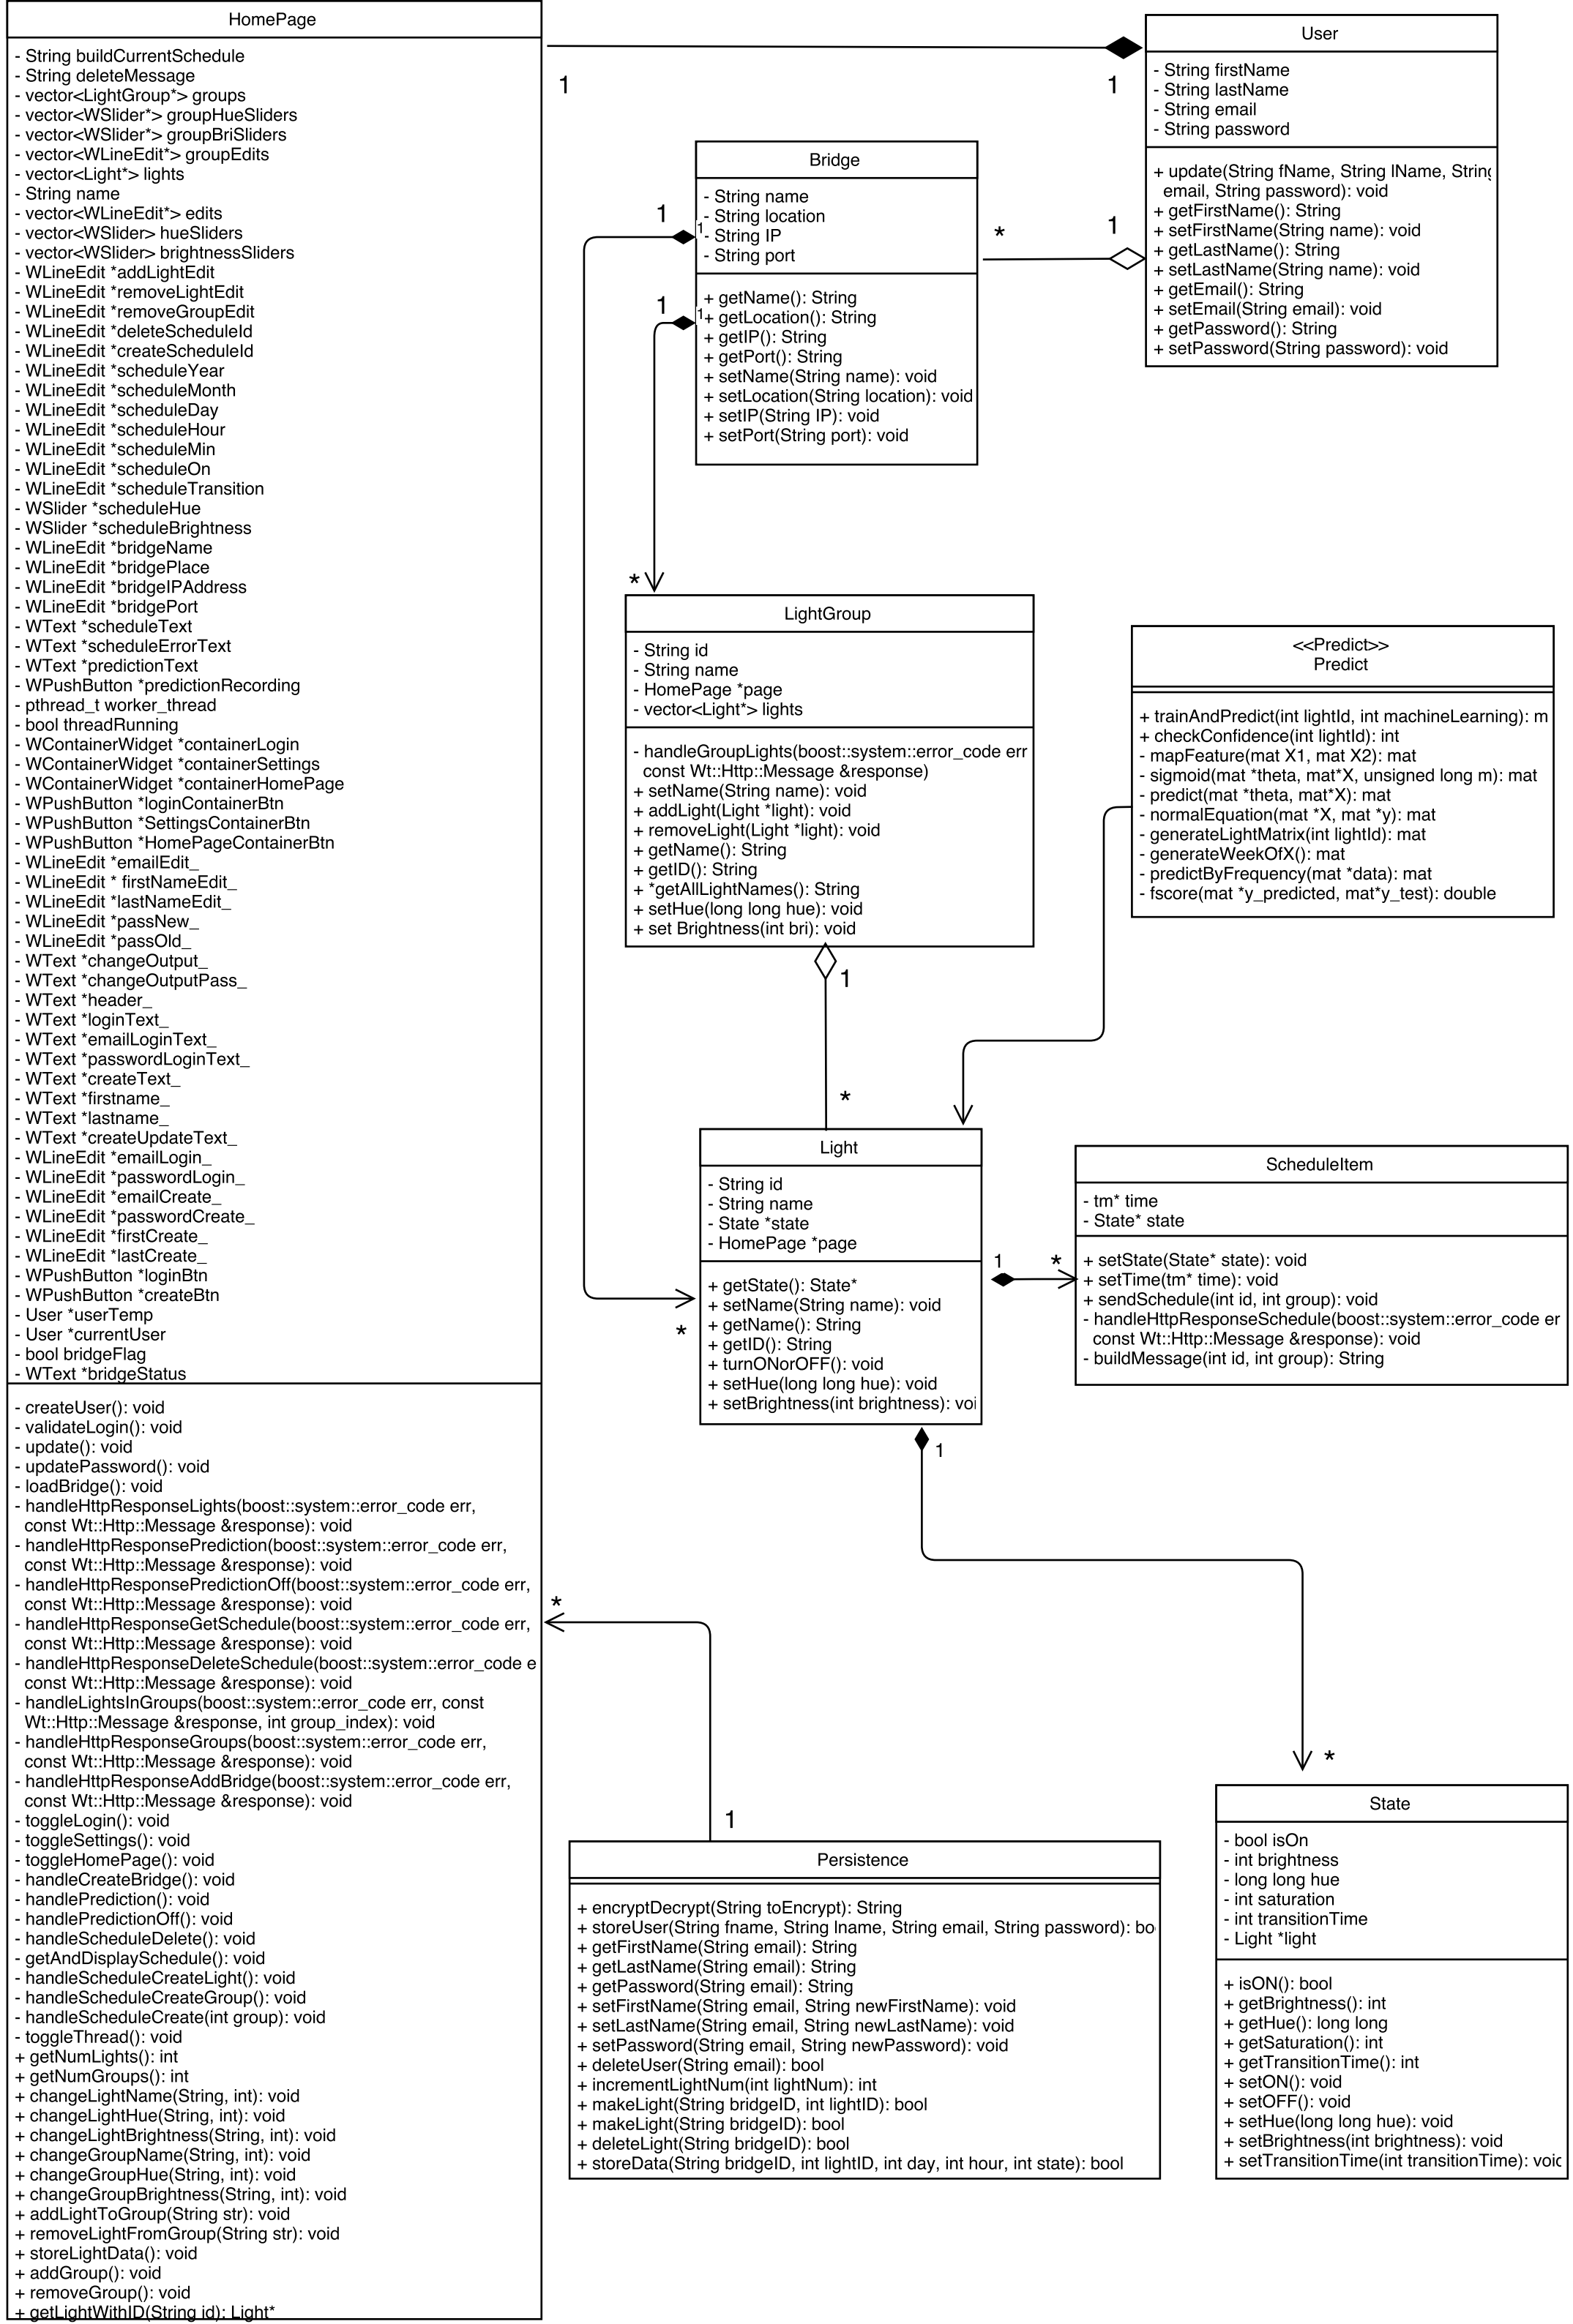 HomePage
- String buildCurrentSchedule
- String deleteMessage
- vector<LightGroup*> groups
- vector<WSlider*> groupHueSliders
- vector<WSlider*> groupBriSliders
- vector<WLineEdit*> groupEdits
- vector<Light*> lights
- String name
- vector<WLineEdit*> edits
- vector<WSlider> hueSliders
- vector<WSlider> brightnessSliders
- WLineEdit *addLightEdit
- WLineEdit *removeLightEdit
- WLineEdit *removeGroupEdit
- WLineEdit *deleteScheduleId
- WLineEdit *createScheduleId
- WLineEdit *scheduleYear
- WLineEdit *scheduleMonth
- WLineEdit *scheduleDay
- WLineEdit *scheduleHour
- WLineEdit *scheduleMin
- WLineEdit *scheduleOn
- WLineEdit *scheduleTransition
- WSlider *scheduleHue
- WSlider *scheduleBrightness
- WLineEdit *bridgeName
- WLineEdit *bridgePlace
- WLineEdit *bridgeIPAddress
- WLineEdit *bridgePort
- WText *scheduleText
- WText *scheduleErrorText
- WText *predictionText
- WPushButton *predictionRecording
- pthread_t worker_thread
- bool threadRunning
- WContainerWidget *containerLogin
- WContainerWidget *containerSettings
- WContainerWidget *containerHomePage
- WPushButton *loginContainerBtn
- WPushButton *SettingsContainerBtn
- WPushButton *HomePageContainerBtn
- WLineEdit *emailEdit_
- WLineEdit * firstNameEdit_
- WLineEdit *lastNameEdit_
- WLineEdit *passNew_
- WLineEdit *passOld_
- WText *changeOutput_
- WText *changeOutputPass_
- WText *header_
- WText *loginText_
- WText *emailLoginText_
- WText *passwordLoginText_
- WText *createText_
- WText *firstname_
- WText *lastname_
- WText *createUpdateText_
- WLineEdit *emailLogin_
- WLineEdit *passwordLogin_
- WLineEdit *emailCreate_
- WLineEdit *passwordCreate_
- WLineEdit *firstCreate_
- WLineEdit *lastCreate_
- WPushButton *loginBtn
- WPushButton *createBtn
- User *userTemp
- User *currentUser
- bool bridgeFlag
- WText *bridgeStatus
- createUser(): void
- validateLogin(): void
- update(): void
- updatePassword(): void
- loadBridge(): void
- handleHttpResponseLights(boost::system::error_code err,
const Wt::Http::Message &response): void
- handleHttpResponsePrediction(boost::system::error_code err,
const Wt::Http::Message &response): void
- handleHttpResponsePredictionOff(boost::system::error_code err,
const Wt::Http::Message &response): void
- handleHttpResponseGetSchedule(boost::system::error_code err,
const Wt::Http::Message &response): void
- handleHttpResponseDeleteSchedule(boost::system::error_code e
const Wt::Http::Message &response): void
- handleLightsInGroups(boost::system::error_code err, const
Wt::Http::Message &response, int group_index): void
- handleHttpResponseGroups(boost::system::error_code err,
const Wt::Http::Message &response): void
- handleHttpResponseAddBridge(boost::system::error_code err,
const Wt::Http::Message &response): void
- toggleLogin(): void
- toggleSettings(): void
- toggleHomePage(): void
- handleCreateBridge(): void
- handlePrediction(): void
- handlePredictionOff(): void
- handleScheduleDelete(): void
- getAndDisplaySchedule(): void
- handleScheduleCreateLight(): void
- handleScheduleCreateGroup(): void
- handleScheduleCreate(int group): void
- toggleThread(): void
+ getNumLights(): int
+ getNumGroups(): int
+ changeLightName(String, int): void
+ changeLightHue(String, int): void
+ changeLightBrightness(String, int): void
+ changeGroupName(String, int): void
+ changeGroupHue(String, int): void
+ changeGroupBrightness(String, int): void
+ addLightToGroup(String str): void
+ removeLightFromGroup(String str): void
+ storeLightData(): void
+ addGroup(): void
+ removeGroup(): void
+ getLightWithID(String id): Light*
1
1
User
- String firstName
- String lastName
- String email
- String password
+ update(String fName, String lName, String
email, String password): void
+ getFirstName(): String
+ setFirstName(String name): void
+ getLastName(): String
+ setLastName(String name): void
+ getEmail(): String
+ setEmail(String email): void
+ getPassword(): String
+ setPassword(String password): void
*
1
Bridge
- String name
- String location
- String IP
- String port
+ getName(): String
+ getLocation(): String
+ getIP(): String
+ getPort(): String
+ setName(String name): void
+ setLocation(String location): void
+ setIP(String IP): void
+ setPort(String port): void
1
1
1
1
*
LightGroup
- String id
- String name
- HomePage *page
- vector<Light*> lights
- handleGroupLights(boost::system::error_code err
const Wt::Http::Message &response)
+ setName(String name): void
+ addLight(Light *light): void
+ removeLight(Light *light): void
+ getName(): String
+ getID(): String
+ *getAllLightNames(): String
+ setHue(long long hue): void
+ set Brightness(int bri): void
1
*
<<Predict>>
Predict
+ trainAndPredict(int lightId, int machineLearning): m
+ checkConfidence(int lightId): int
- mapFeature(mat X1, mat X2): mat
- sigmoid(mat *theta, mat*X, unsigned long m): mat
- predict(mat *theta, mat*X): mat
- normalEquation(mat *X, mat *y): mat
- generateLightMatrix(int lightId): mat
- generateWeekOfX(): mat
- predictByFrequency(mat *data): mat
- fscore(mat *y_predicted, mat*y_test): double
Light
- String id
- String name
- State *state
- HomePage *page
+ getState(): State*
+ setName(String name): void
+ getName(): String
+ getID(): String
+ turnONorOFF(): void
+ setHue(long long hue): void
+ setBrightness(int brightness): voi
*
1
*
ScheduleItem
- tm* time
- State* state
+ setState(State* state): void
+ setTime(tm* time): void
+ sendSchedule(int id, int group): void
- handleHttpResponseSchedule(boost::system::error_code er
const Wt::Http::Message &response): void
- buildMessage(int id, int group): String
1
*
*
1
Persistence
+ encryptDecrypt(String toEncrypt): String
+ storeUser(String fname, String lname, String email, String password): bo
+ getFirstName(String email): String
+ getLastName(String email): String
+ getPassword(String email): String
+ setFirstName(String email, String newFirstName): void
+ setLastName(String email, String newLastName): void
+ setPassword(String email, String newPassword): void
+ deleteUser(String email): bool
+ incrementLightNum(int lightNum): int
+ makeLight(String bridgeID, int lightID): bool
+ makeLight(String bridgeID): bool
+ deleteLight(String bridgeID): bool
+ storeData(String bridgeID, int lightID, int day, int hour, int state): bool
State
- bool isOn
- int brightness
- long long hue
- int saturation
- int transitionTime
- Light *light
+ isON(): bool
+ getBrightness(): int
+ getHue(): long long
+ getSaturation(): int
+ getTransitionTime(): int
+ setON(): void
+ setOFF(): void
+ setHue(long long hue): void
+ setBrightness(int brightness): void
+ setTransitionTime(int transitionTime): void